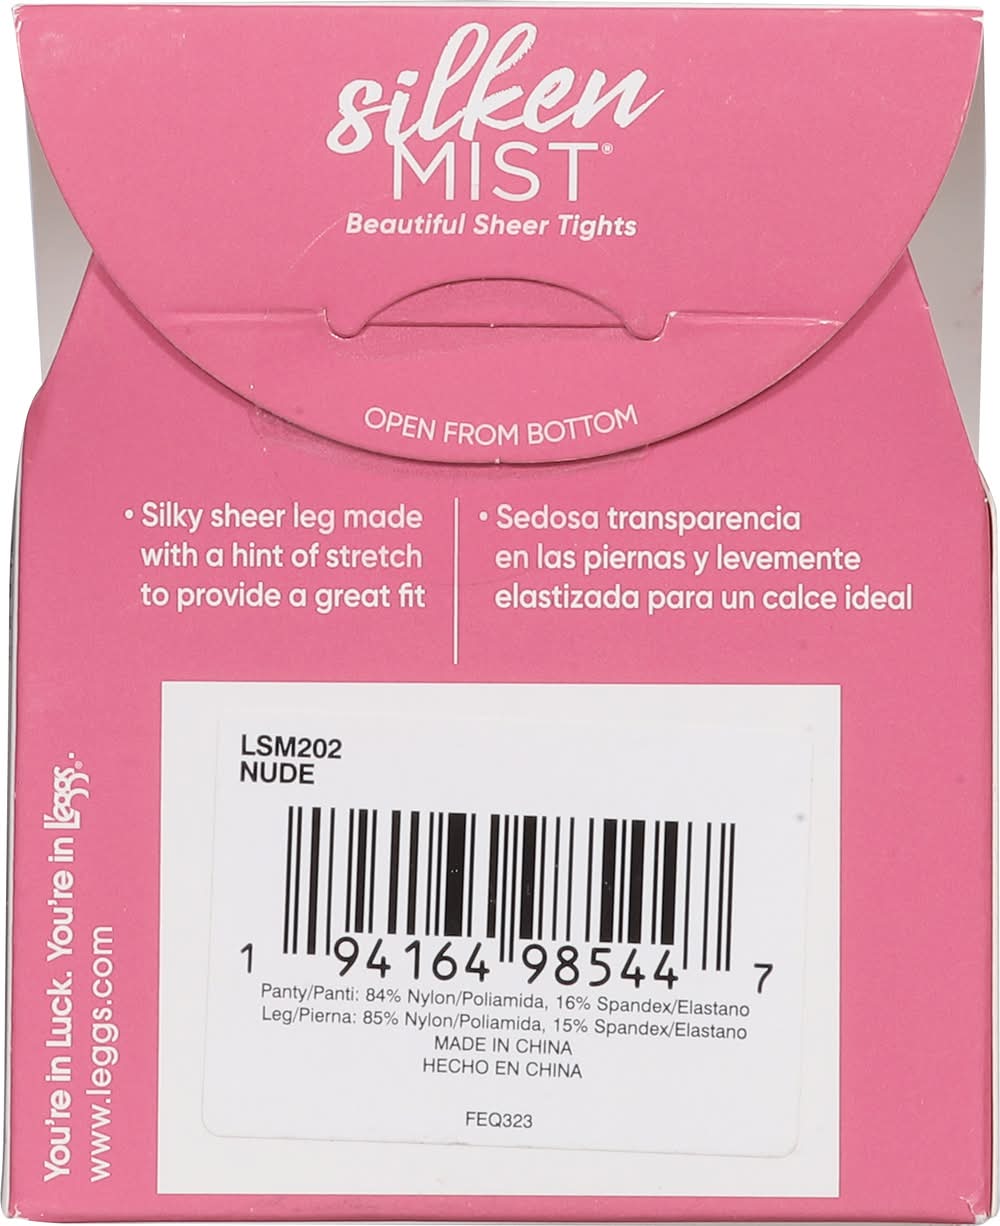 silken
MIST®
Beautiful Sheer Tights
OPEN FROM BOTTOM
• Silky sheer leg made
with a hint of stretch
to provide a great fit
• Sedosa transparencia
en las piernas y levemente
elastizada para un calce ideal
LSM202
NUDE
1 94164 98544 7
Panty/Panti: 84% Nylon/Poliamida, 16% Spandex/Elastano
Leg/Pierna: 85% Nylon/Poliamida, 15% Spandex/Elastano
MADE IN CHINA
HECHO EN CHINA
FEQ323
You're in Luck. You're in L'eggs®.
www.leggs.com